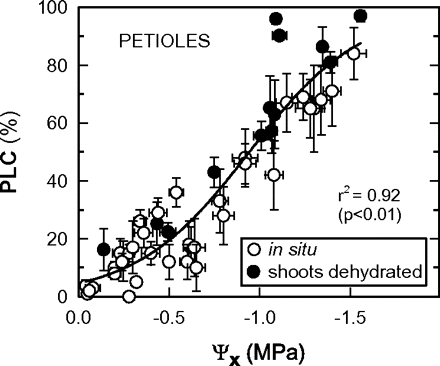 100
80
60
40
20
0
PLC (%)
PETIOLES
r² = 0.92
(p<0.01)
in situ
shoots dehydrated
0.0 -0.5 -1.0 -1.5
Ψx (MPa)